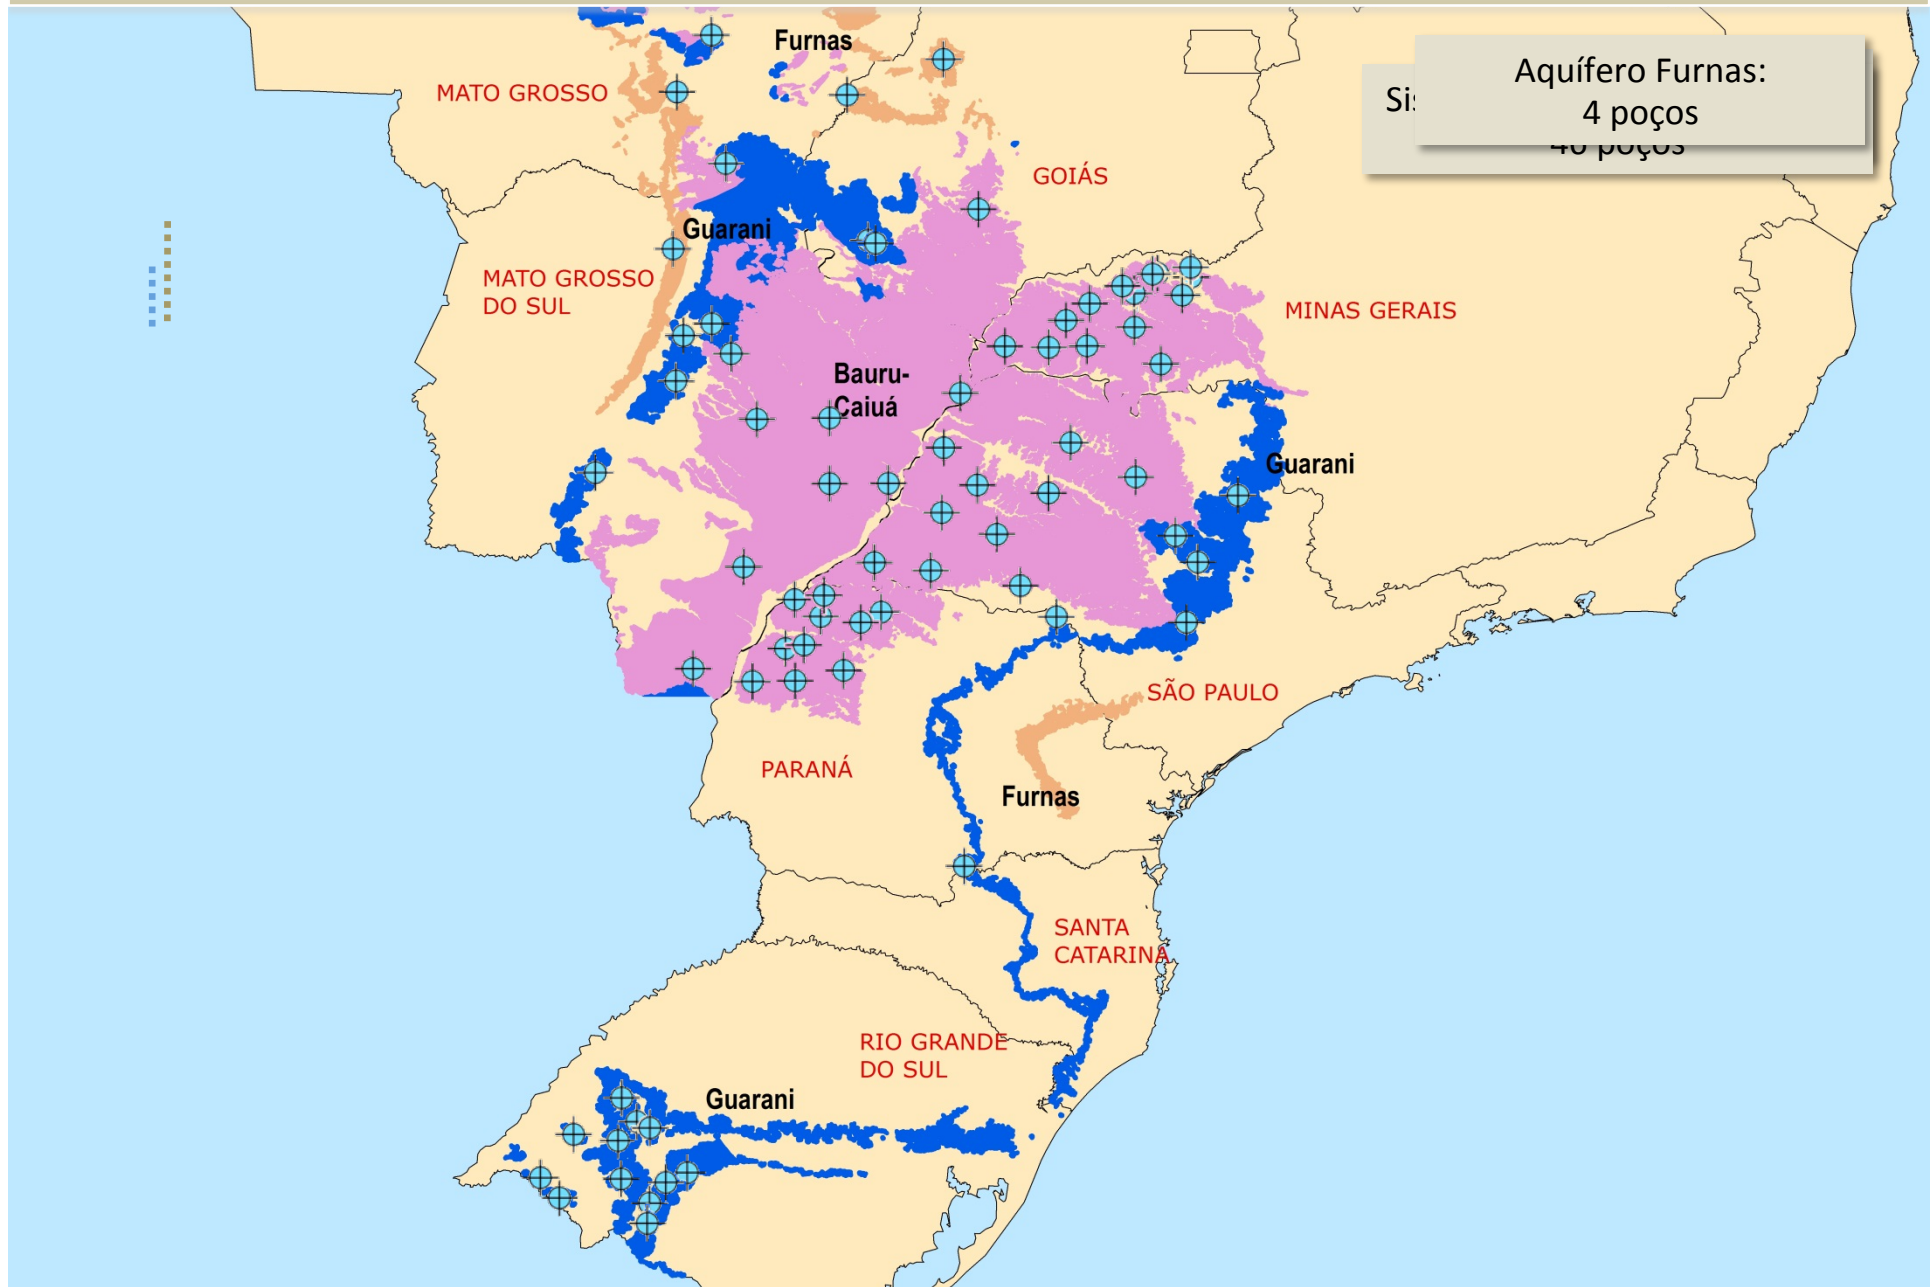 Furnas
Aquífero Furnas:
4 poços
poços
MATO GROSSO
GOIÁS
Guarani
MATO GROSSO
DO SUL
MINAS GERAIS
Bauru-
Caiuá
Guarani
SÃO PAULO
PARANÁ
Furnas
SANTA
CATARINA
RIO GRANDE
DO SUL
Guarani